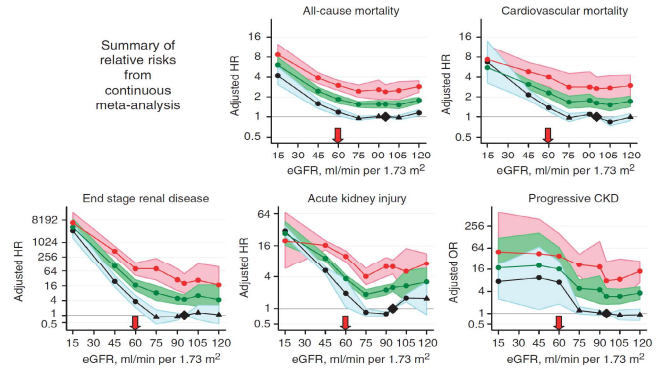 Summary of
relative risks
from
continuous
meta-analysis
All-cause mortality
Adjusted HR
16
8
4
2
1
0.5
15 30 45 60 75 00 105 120
eGFR, ml/min per 1.73 m²
Cardiovascular mortality
Adjusted HR
16
8
4
2
1
0.5
15 30 45 60 75 00 105 120
eGFR, ml/min per 1.73 m²
End stage renal disease
Adjusted HR
8192
1024
256
64
16
4
1
0.5
15 30 45 60 75 90 105 120
eGFR, ml/min per 1.73 m²
Acute kidney injury
Adjusted HR
64
16
4
1
0.5
15 30 45 60 75 90 105 120
eGFR, ml/min per 1.73 m²
Progressive CKD
Adjusted OR
256
64
16
4
1
0.5
15 30 45 60 75 90 105 120
eGFR, ml/min per 1.73 m²